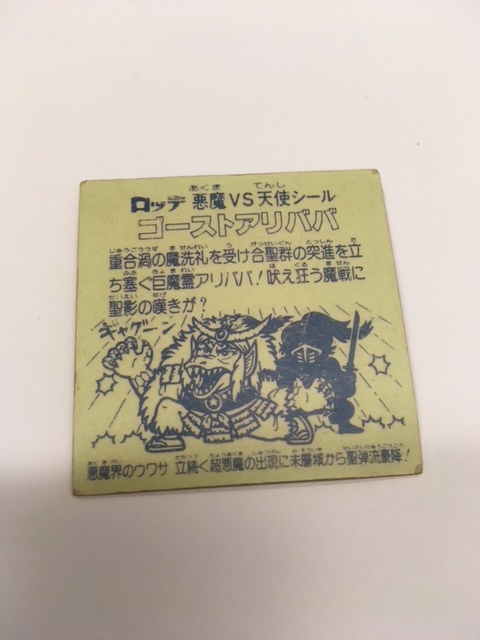 ロッテ 悪魔VS天使シール
ゴーストアリババ
重合渦の魔洗礼を受け合聖群の突進を立
ち塞ぐ巨魔霊アリババ!吠え狂う魔戦に
聖影の嘆きが?
ギャゲーン
悪魔界のウワサ 立続く超悪魔の出現に未層域から聖弾流豪降!